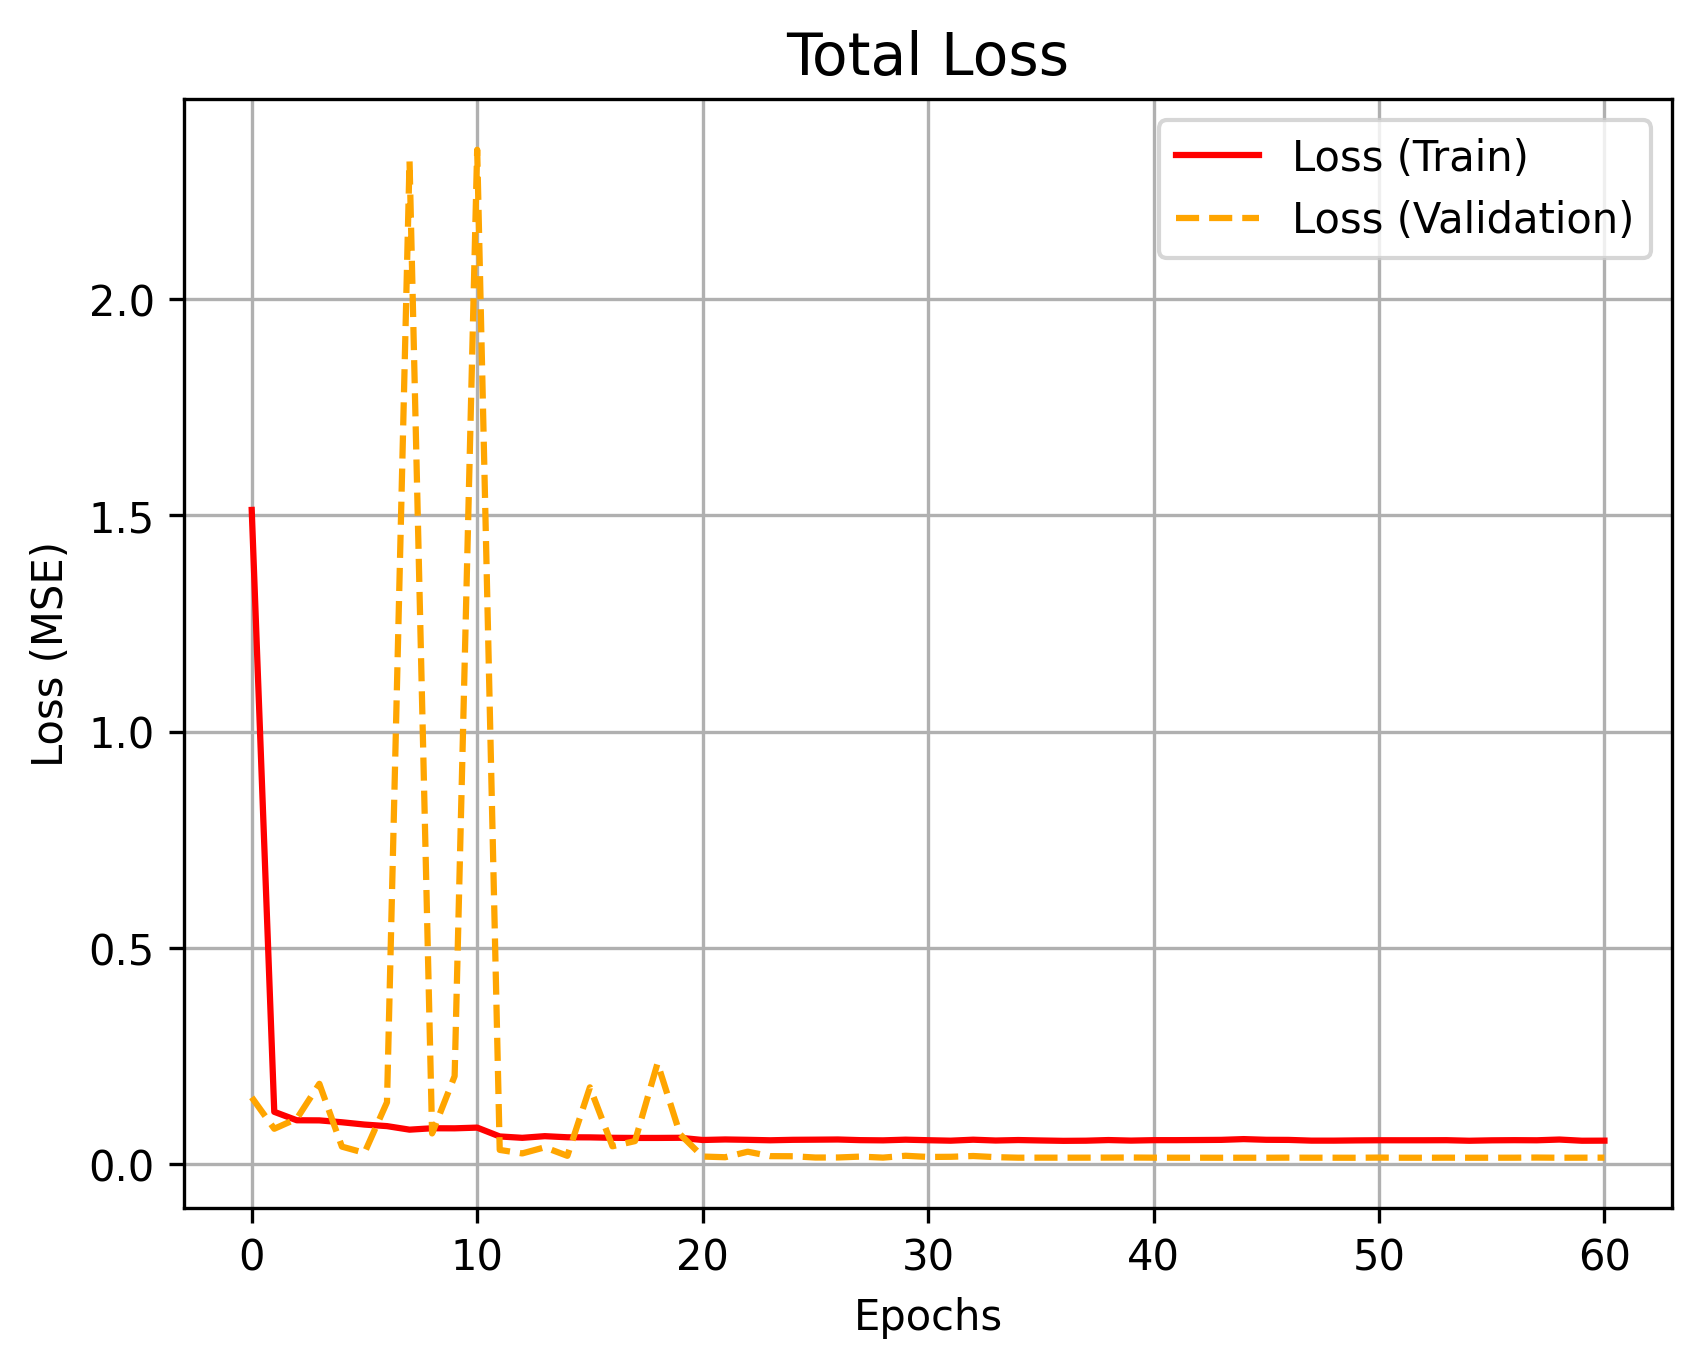 Total Loss
Loss (Train)
Loss (Validation)
2.0
1.5
1.0
0.5
0.0
Loss (MSE)
0 10 20 30 40 50 60
Epochs